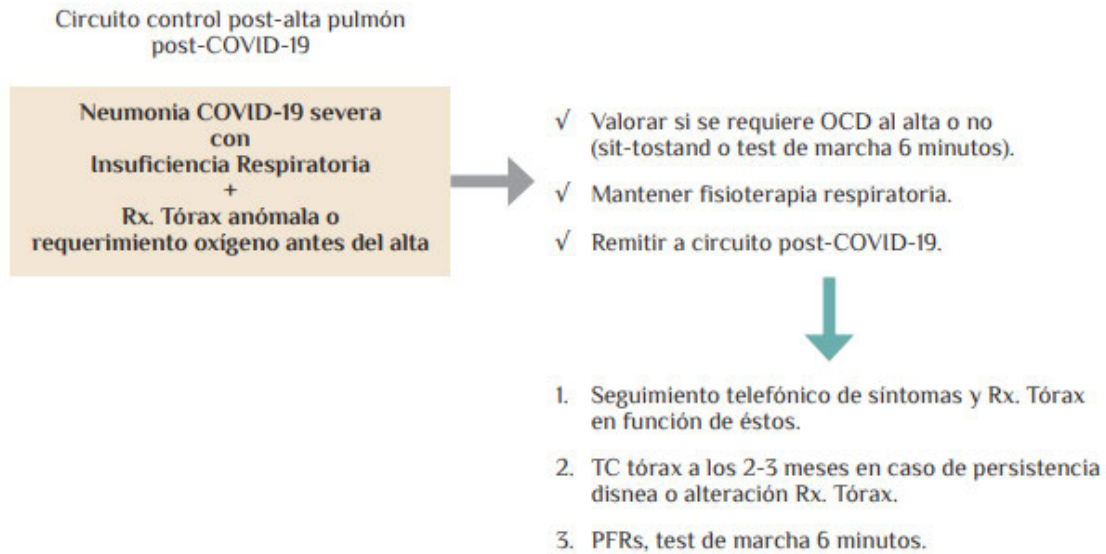 Circuito control post-alta pulmón
post-COVID-19
Neumonia COVID-19 severa
con
Insuficiencia Respiratoria
+
Rx. Tórax anómala o
requerimiento oxígeno antes del alta
√ Valorar si se requiere OCD al alta o no
(sit-tostand o test de marcha 6 minutos).
√ Mantener fisioterapia respiratoria.
√ Remitir a circuito post-COVID-19.
1. Seguimiento telefónico de síntomas y Rx. Tórax
en función de éstos.
2. TC tórax a los 2-3 meses en caso de persistencia
disnea o alteración Rx. Tórax.
3. PFRs, test de marcha 6 minutos.